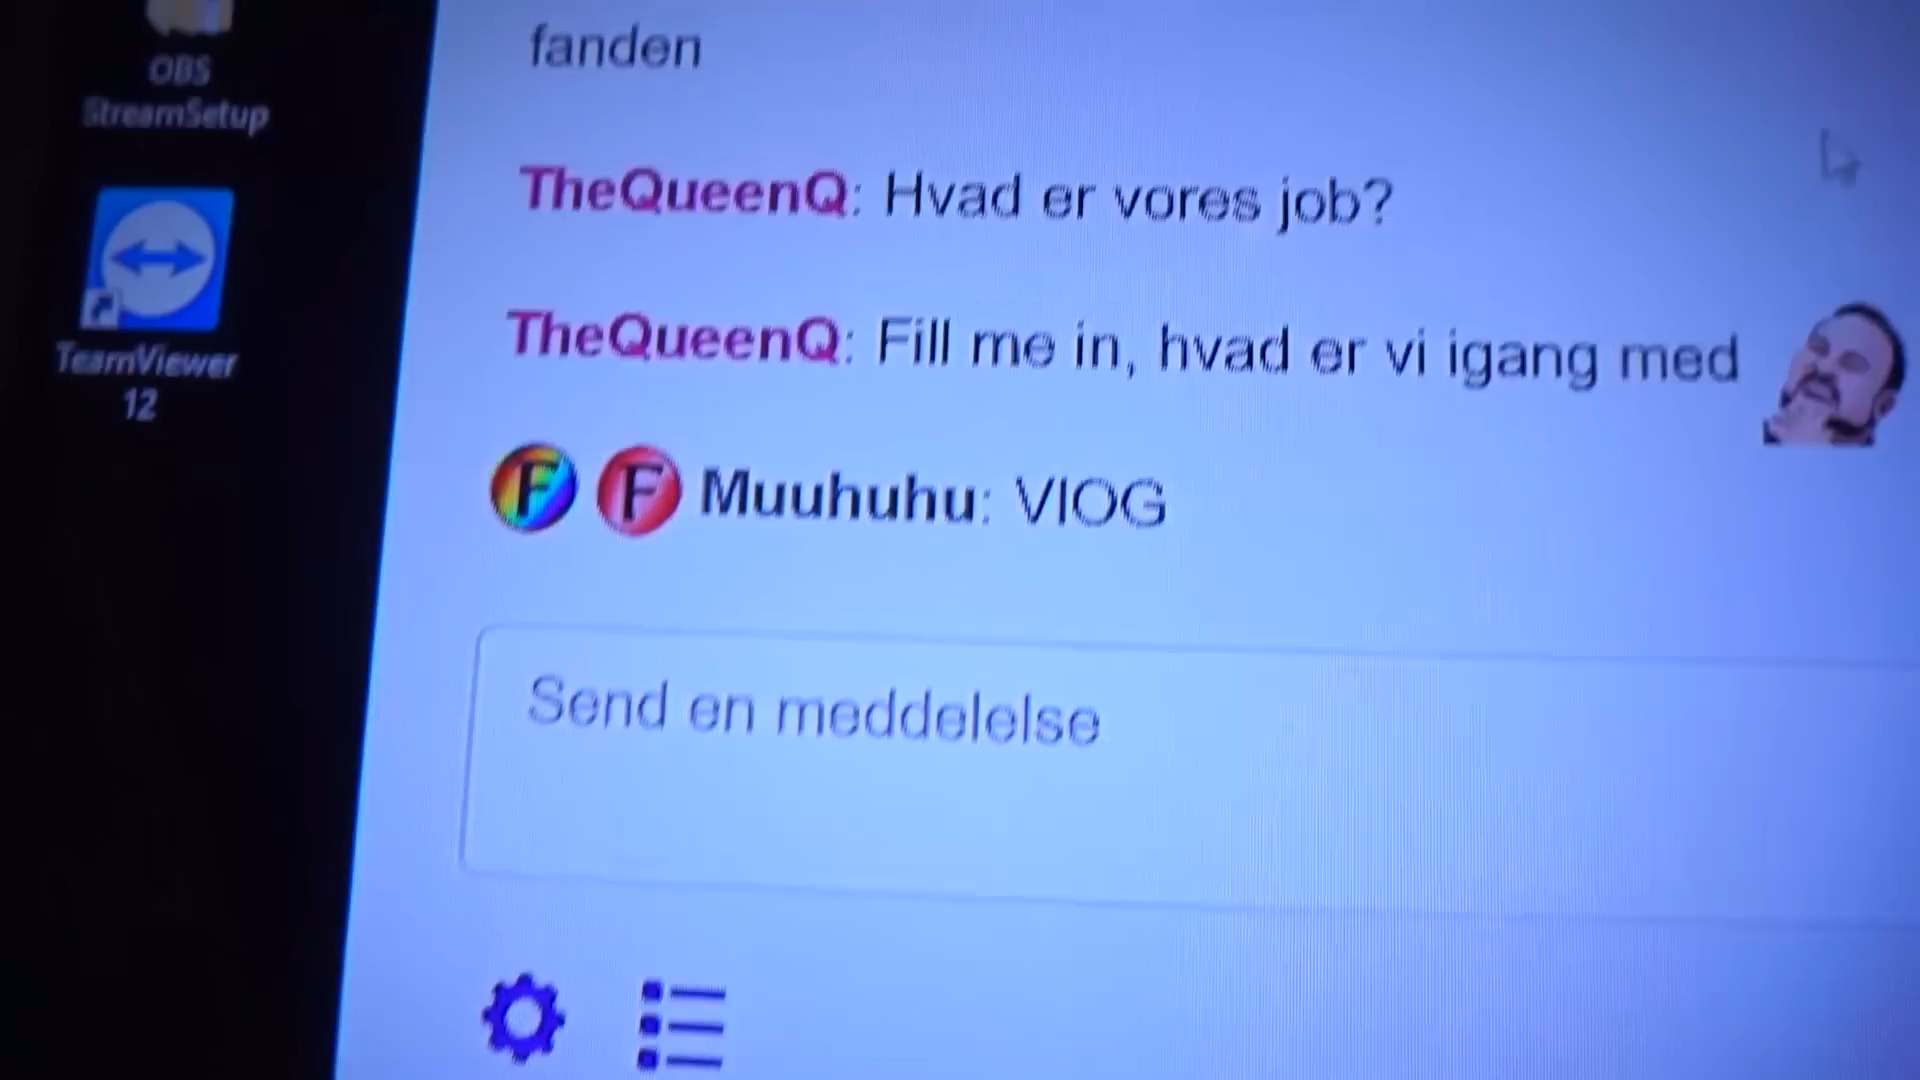 OBS
StreamSetup
TeamViewer
12
fanden
TheQueenQ: Hvad er vores job?
TheQueenQ: Fill me in, hvad er vi igang med
F F Muuhuhu: VlOG
Send en meddelelse